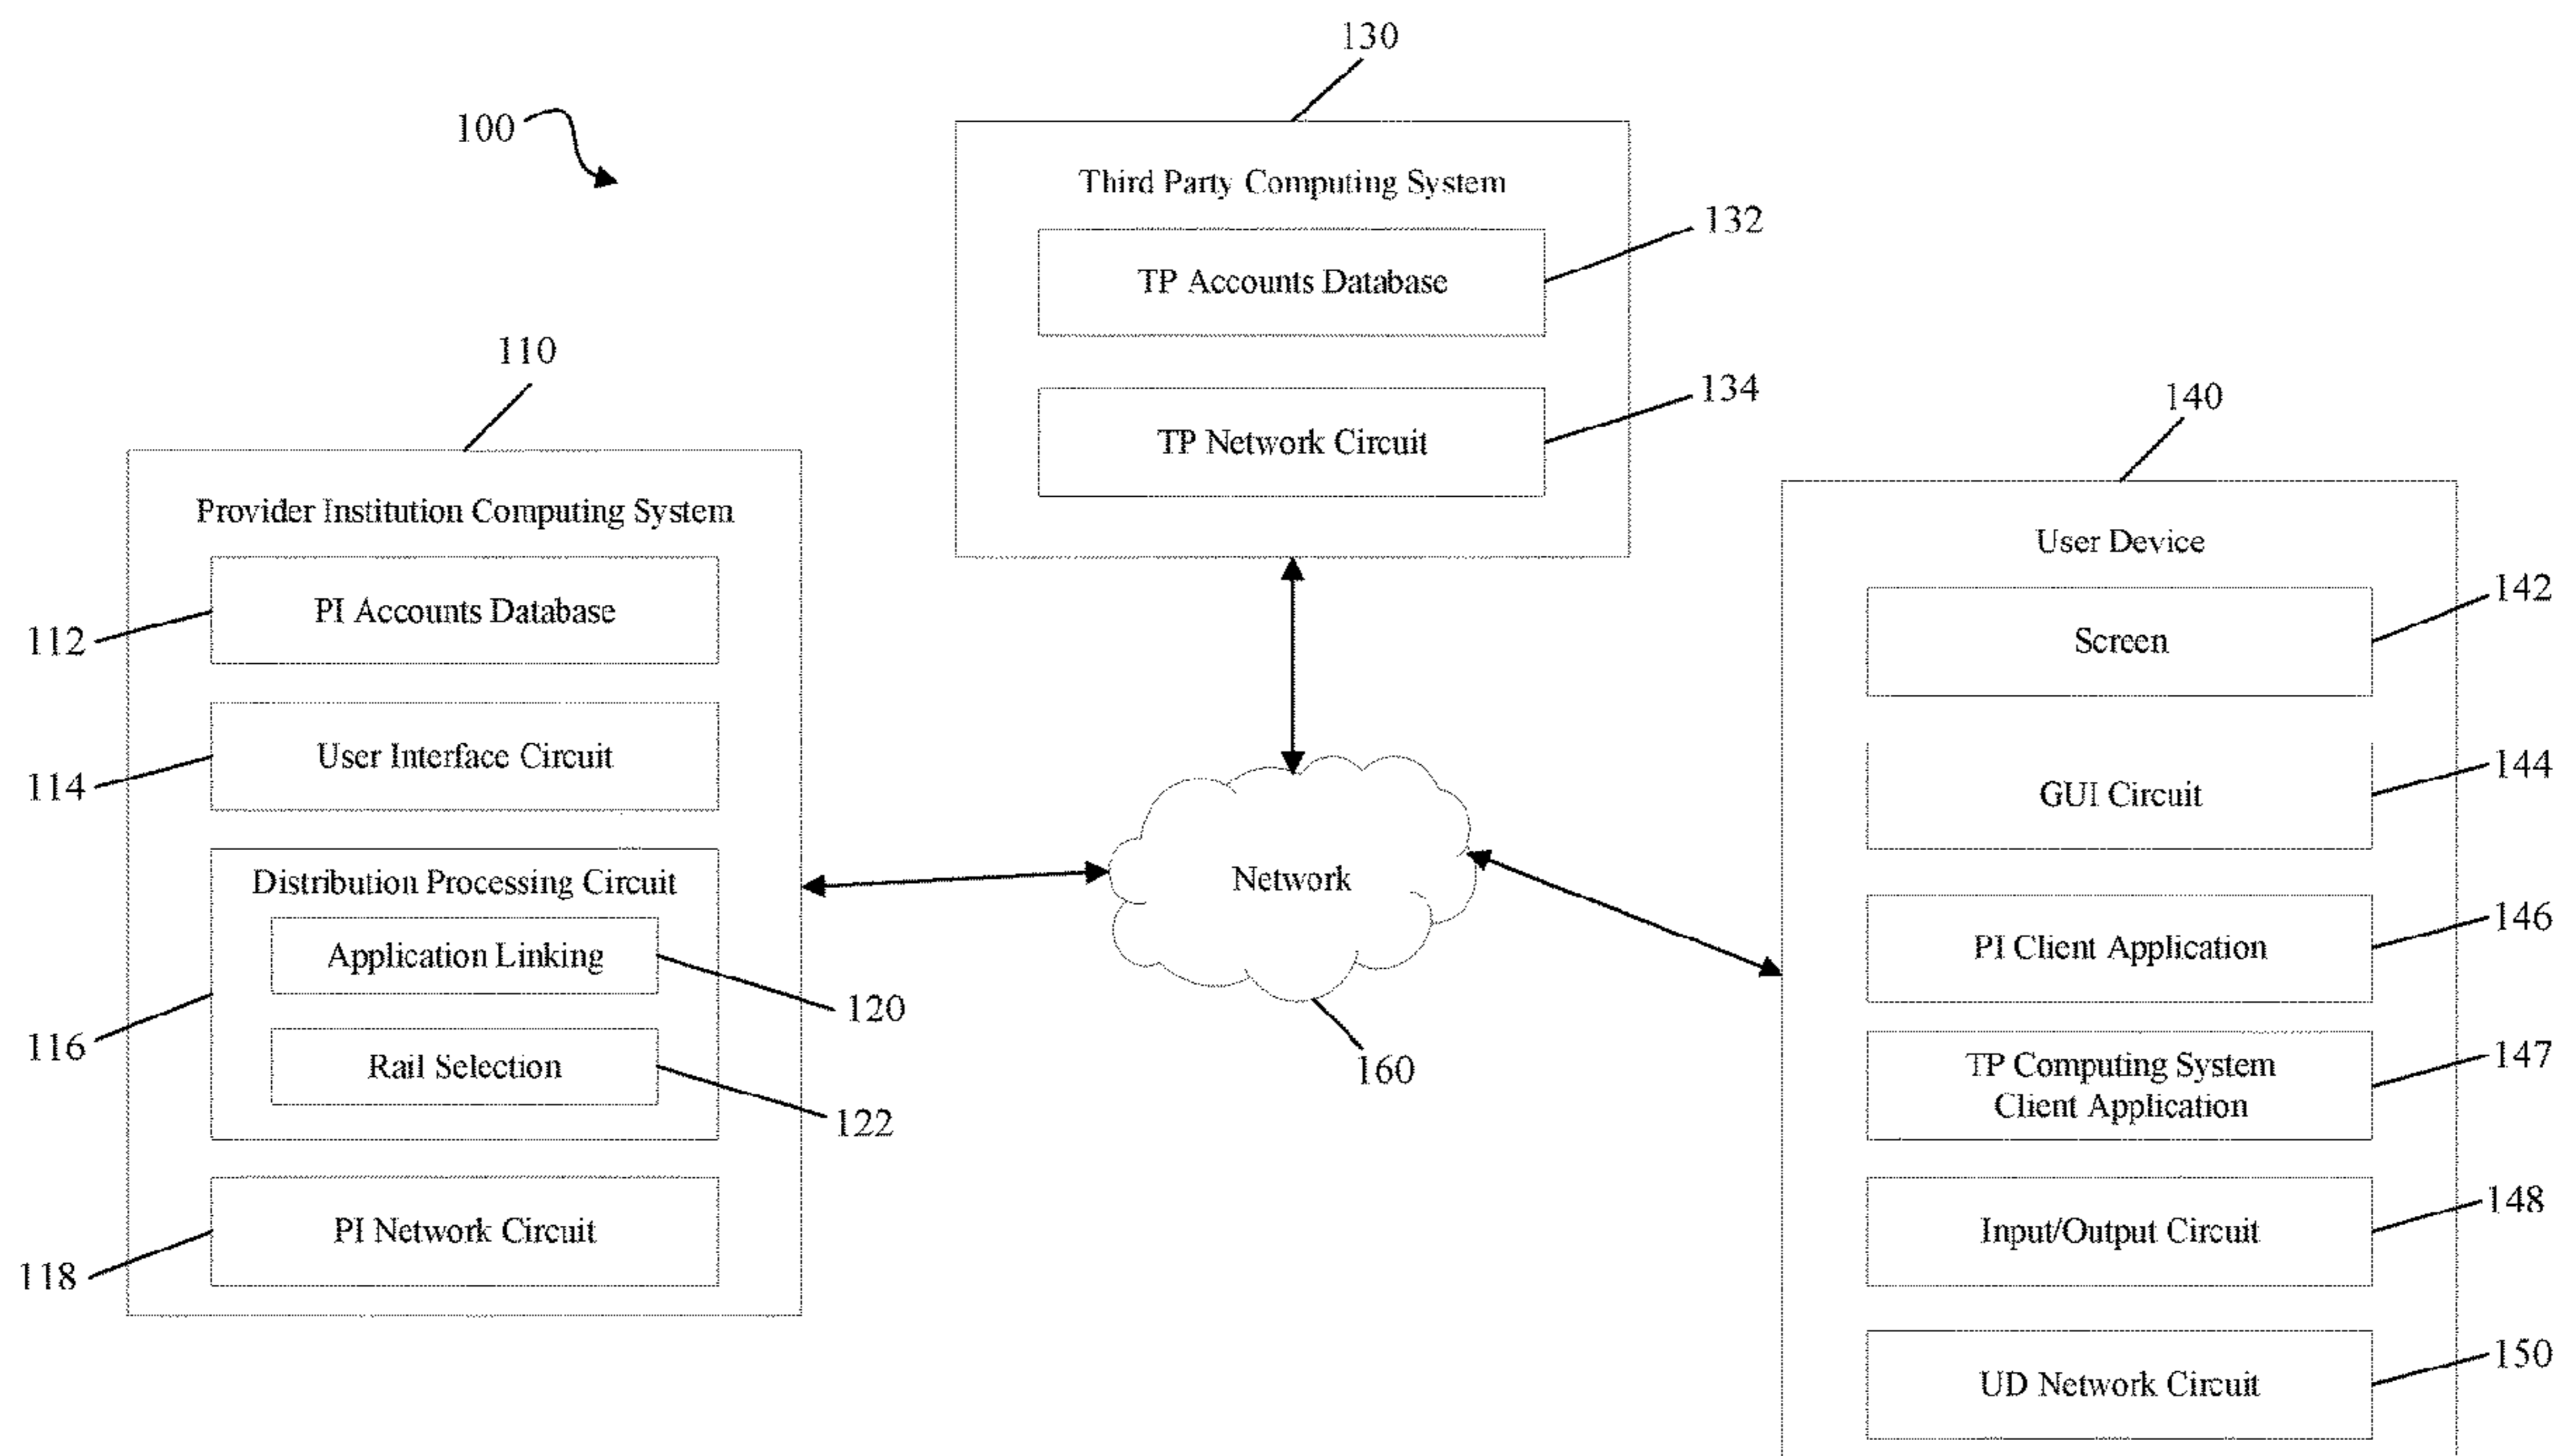 100
130
Third Party Computing System
TP Accounts Database
132
TP Network Circuit
134
110
Provider Institution Computing System
PI Accounts Database
112
User Interface Circuit
114
Distribution Processing Circuit
Application Linking
120
116
Rail Selection
122
PI Network Circuit
118
Network
160
140
User Device
Screen
142
GUI Circuit
144
PI Client Application
146
TP Computing System
Client Application
147
Input/Output Circuit
148
UD Network Circuit
150